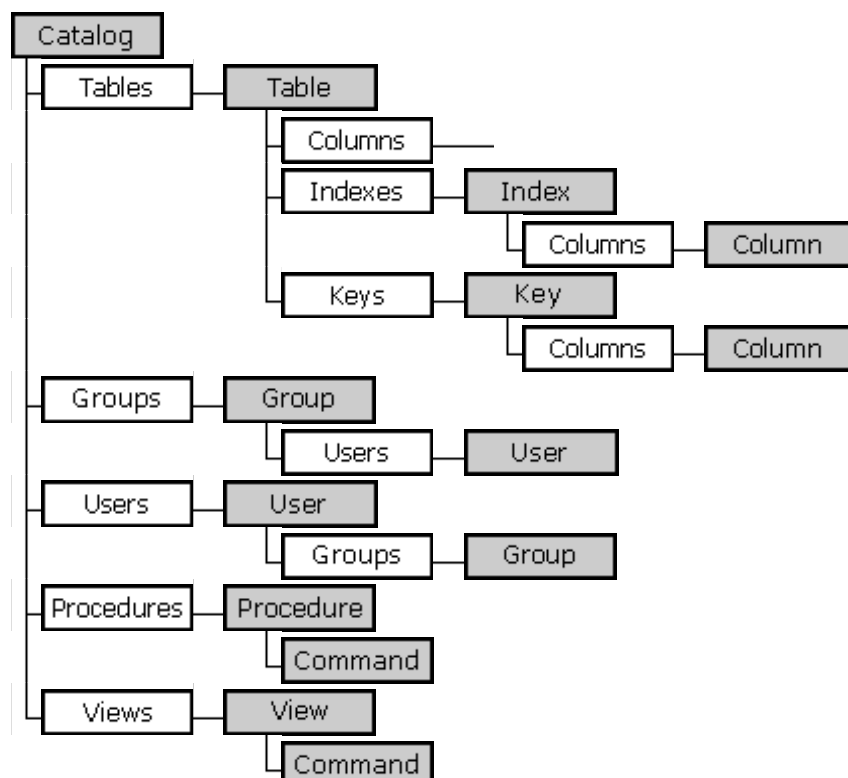 Catalog
Tables Table
Columns
Indexes Index
Columns Column
Keys Key
Columns Column
Groups Group
Users User
Users User
Groups Group
Procedures Procedure
Command
Views View
Command